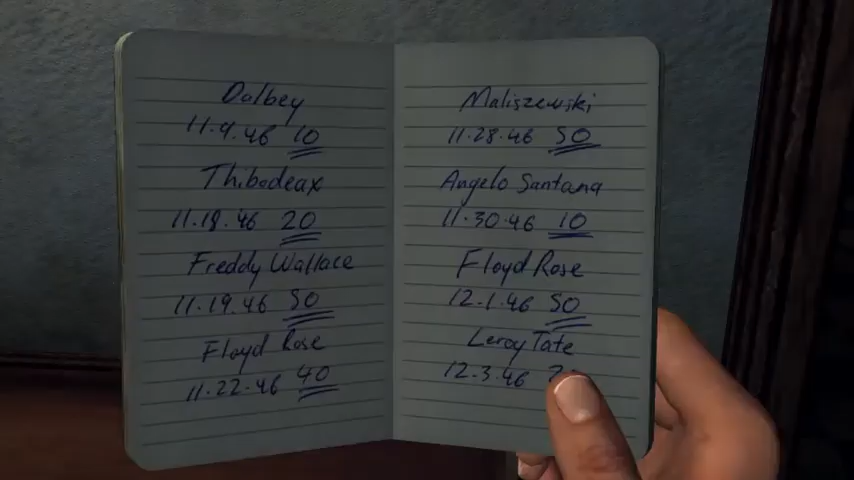 Dalbey
11.9.46 10
Thibodeax
11.18.46 20
Freddy Wallace
11.19.46 50
Floyd Rose
11-22-46 40
Maliszewski
11.28.46 50
Angelo Santana
11.30.46 10
Floyd Rose
12.1.46 50
Leroy Tate
12.3.46